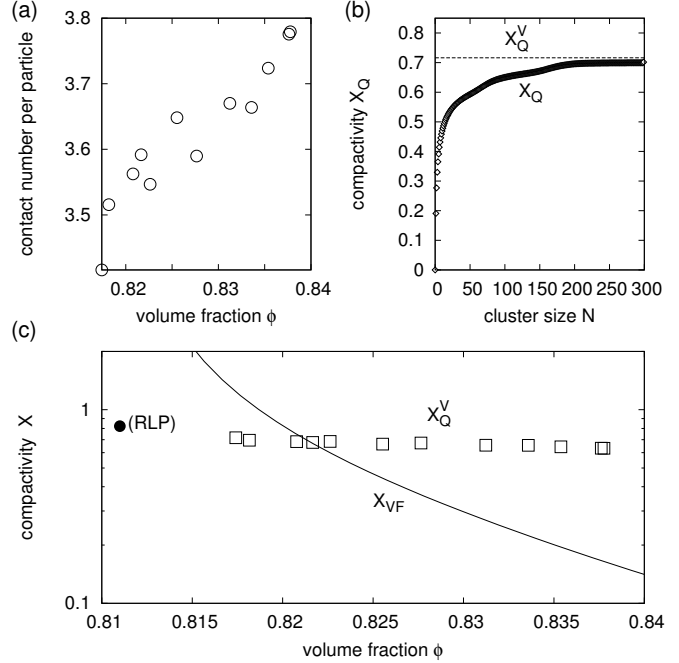 (a)
contact number per particle
3.8
3.7
3.6
3.5
0.82 0.83 0.84
volume fraction ϕ
(b)
compactivity X_Q
0.8
0.7
0.6
0.5
0.4
0.3
0.2
0.1
0
X_Q^V
X_Q
0 50 100 150 200 250 300
cluster size N
(c)
compactivity X
1
0.1
(RLP)
X_Q^V
X_VF
0.81 0.815 0.82 0.825 0.83 0.835 0.84
volume fraction ϕ